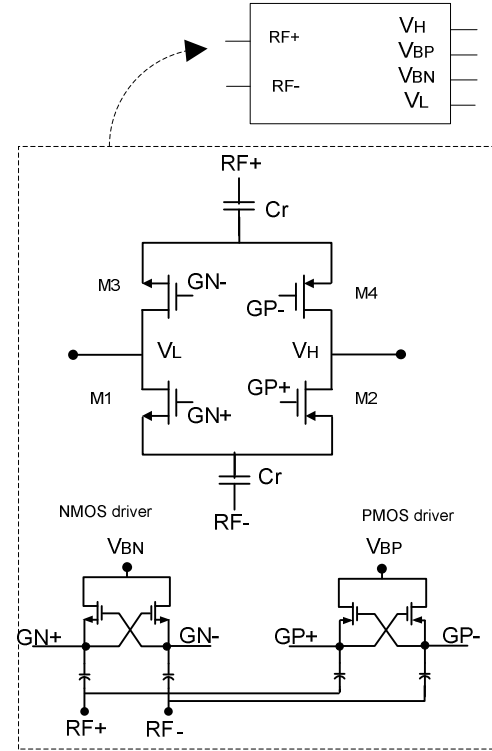 RF+
VH
VBP
VBN
RF-
VL
RF+
Cr
M3
GN-
GP-
M4
VL
VH
M1
GN+
GP+
M2
Cr
RF-
NMOS driver
PMOS driver
VBN
VBP
GN+
GN-
GP+
GP-
RF+
RF-